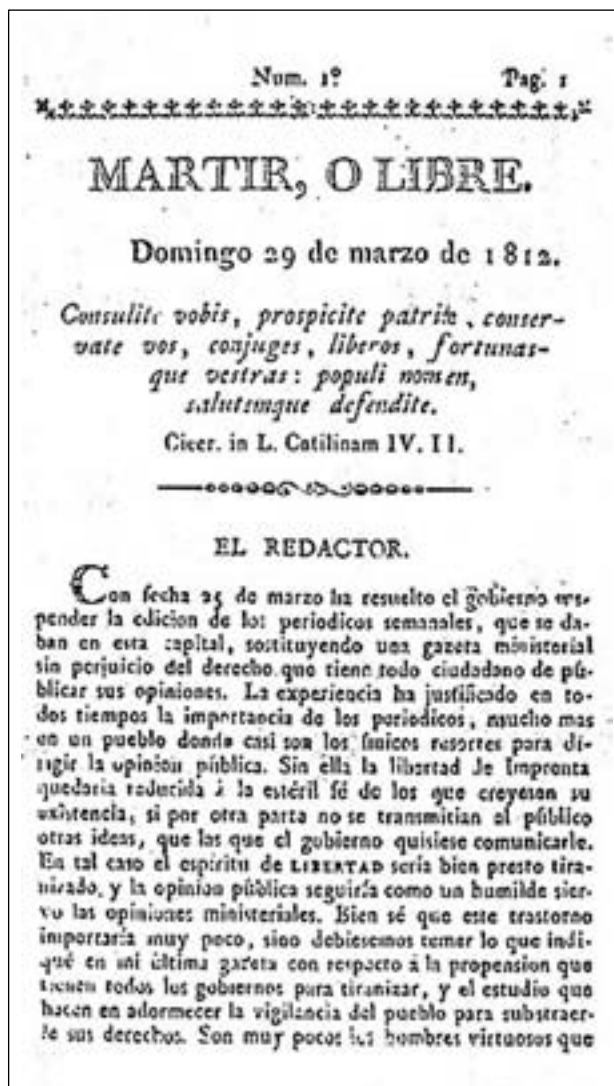 Num. 1º Pag. 1
MARTIR, O LIBRE.
Domingo 29 de marzo de 1812.
Consulite vobis, prospicite patriæ, conser-
vate vos, conjuges, liberos, fortunas-
que vestras: populi nomen,
salutemque defendite.
Cicer. in L. Catilinam IV. II.
EL REDACTOR.
Con fecha 25 de marzo ha resuelto el gobierno sus-
pender la edicion de los periodicos semanales, que se da-
ban en esta capital, sostituyendo una gazeta ministerial
sin perjuicio del derecho que tiene todo ciudadano de pú-
blicar sus opiniones. La experiencia ha justificado en to-
dos tiempos la importancia de los periodicos, mucho mas
en un pueblo donde casi son los únicos resortes para di-
rigir la opinion pública. Sin ella la libertad de Imprenta
quedaria reducida á la estéril fé de los que creyesen su
existencia, si por otra parte no se transmitian al público
otras ideas, que las que el gobierno quisiese comunicarle.
En tal caso el espíritu de LIBERTAD seria bien presto tira-
nizado, y la opinion pública seguiría como un humilde sier-
vo las opiniones ministeriales. Bien sé que este trastorno
importaría muy poco, sino debiesemos temer lo que indi-
qué en mi última gazeta con respecto á la propension que
tienen todos los gobiernos para tiranizar, y el estudio que
hacen en adormecer la vigilancia del pueblo para substraer-
le sus derechos. Son muy pocos los hombres virtuosos que